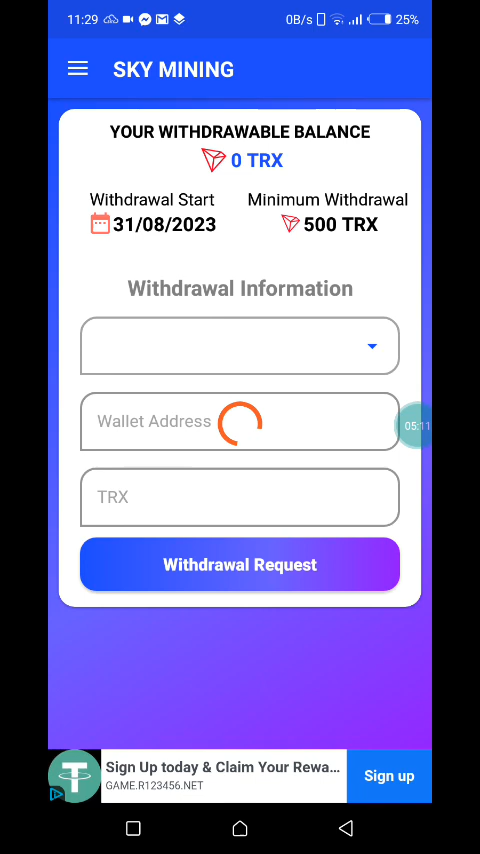 11:29
0B/s
25%
SKY MINING
YOUR WITHDRAWABLE BALANCE
0 TRX
Withdrawal Start
Minimum Withdrawal
31/08/2023
500 TRX
Withdrawal Information
Wallet Address
05:11
TRX
Withdrawal Request
Sign Up today & Claim Your Rewa...
GAME.R123456.NET
Sign up